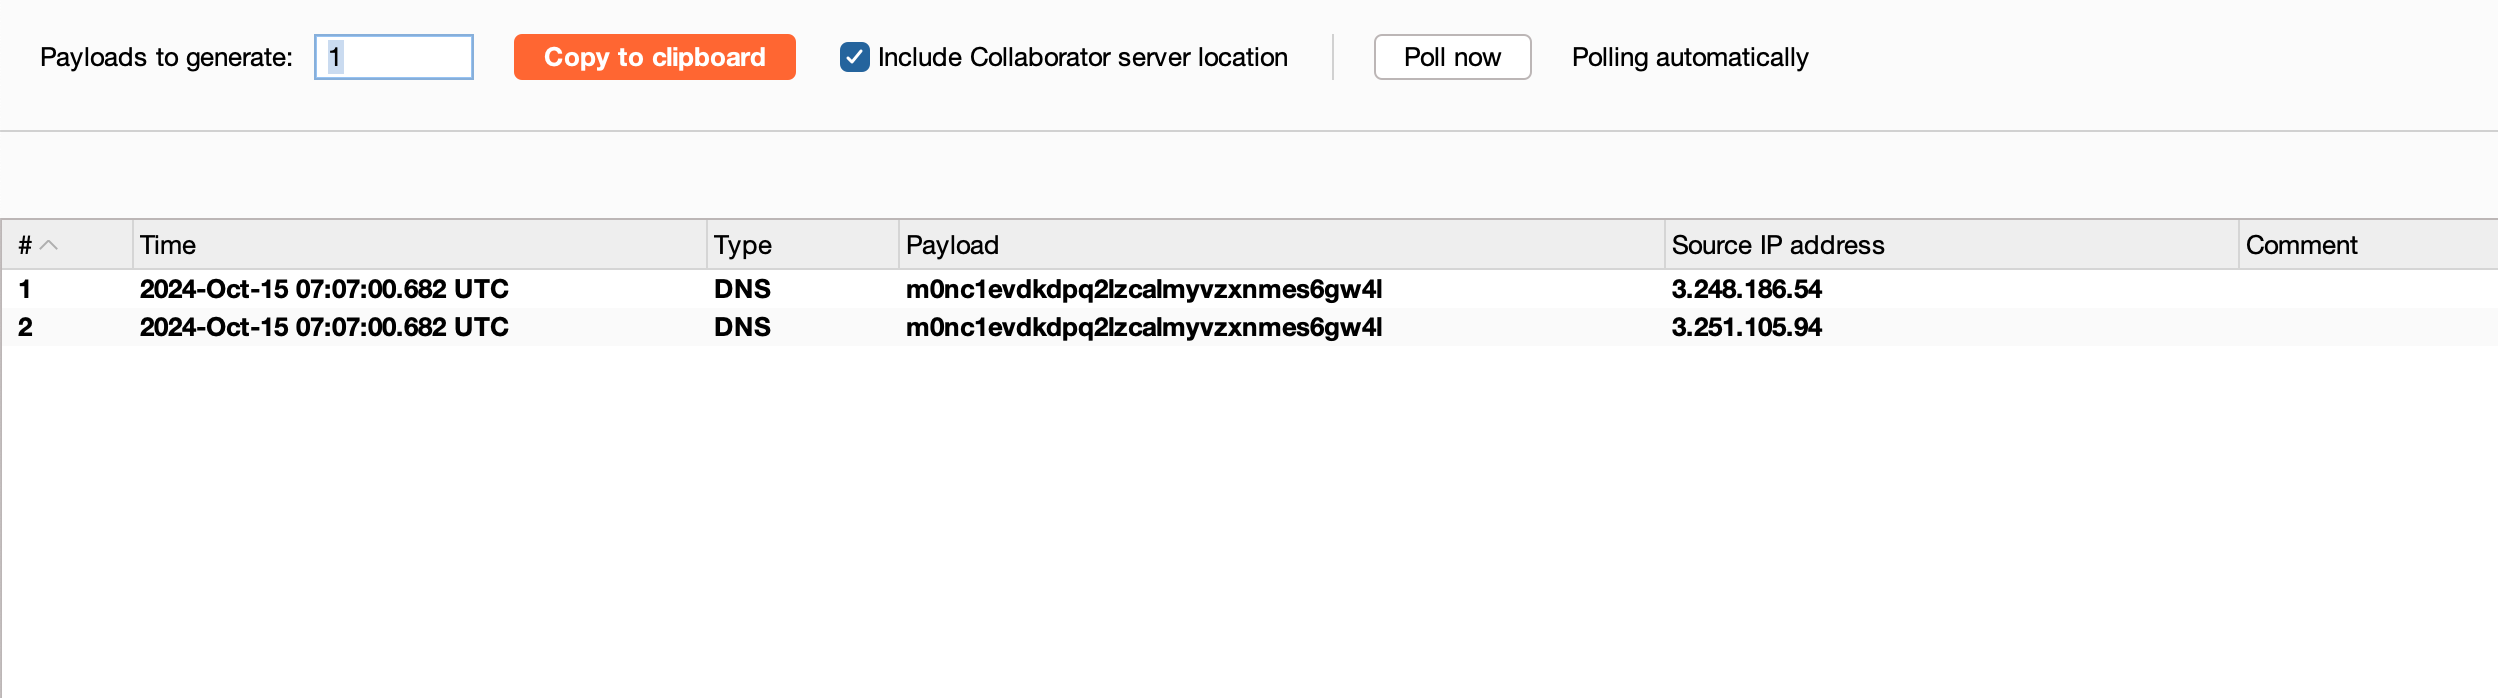 Payloads to generate: 1 Copy to clipboard Include Collaborator server location Poll now Polling automatically
# Time Type Payload Source IP address Comment
1 2024-Oct-15 07:07:00.682 UTC DNS m0nc1evdkdpq2lzcalmyvzxnmes6gw4l 3.248.186.54
2 2024-Oct-15 07:07:00.682 UTC DNS m0nc1evdkdpq2lzcalmyvzxnmes6gw4l 3.251.105.94